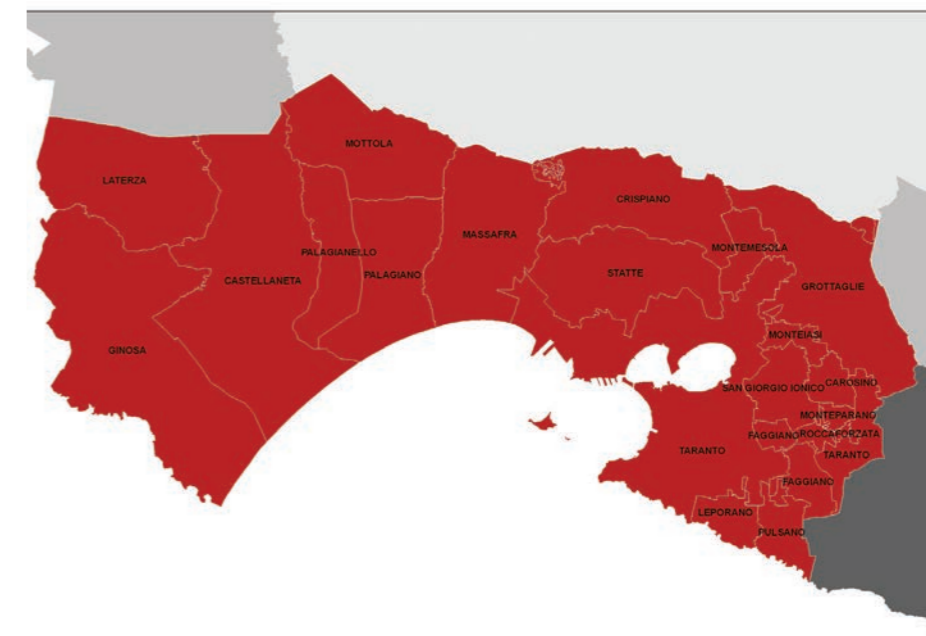 MOTTOLA
LATERZA
CRISPIANO
MASSAFRA
MONTEMESOLA
PALAGIANELLO
PALAGIANO
STATTE
CASTELLANETA
GROTTAGLIE
MONTEIASI
GINOSA
SAN GIORGIO IONICO
CAROSINO
MONTEPARANO
FAGGIANO
ROCCAFORZATA
TARANTO
TARANTO
FAGGIANO
LEPORANO
PULSANO